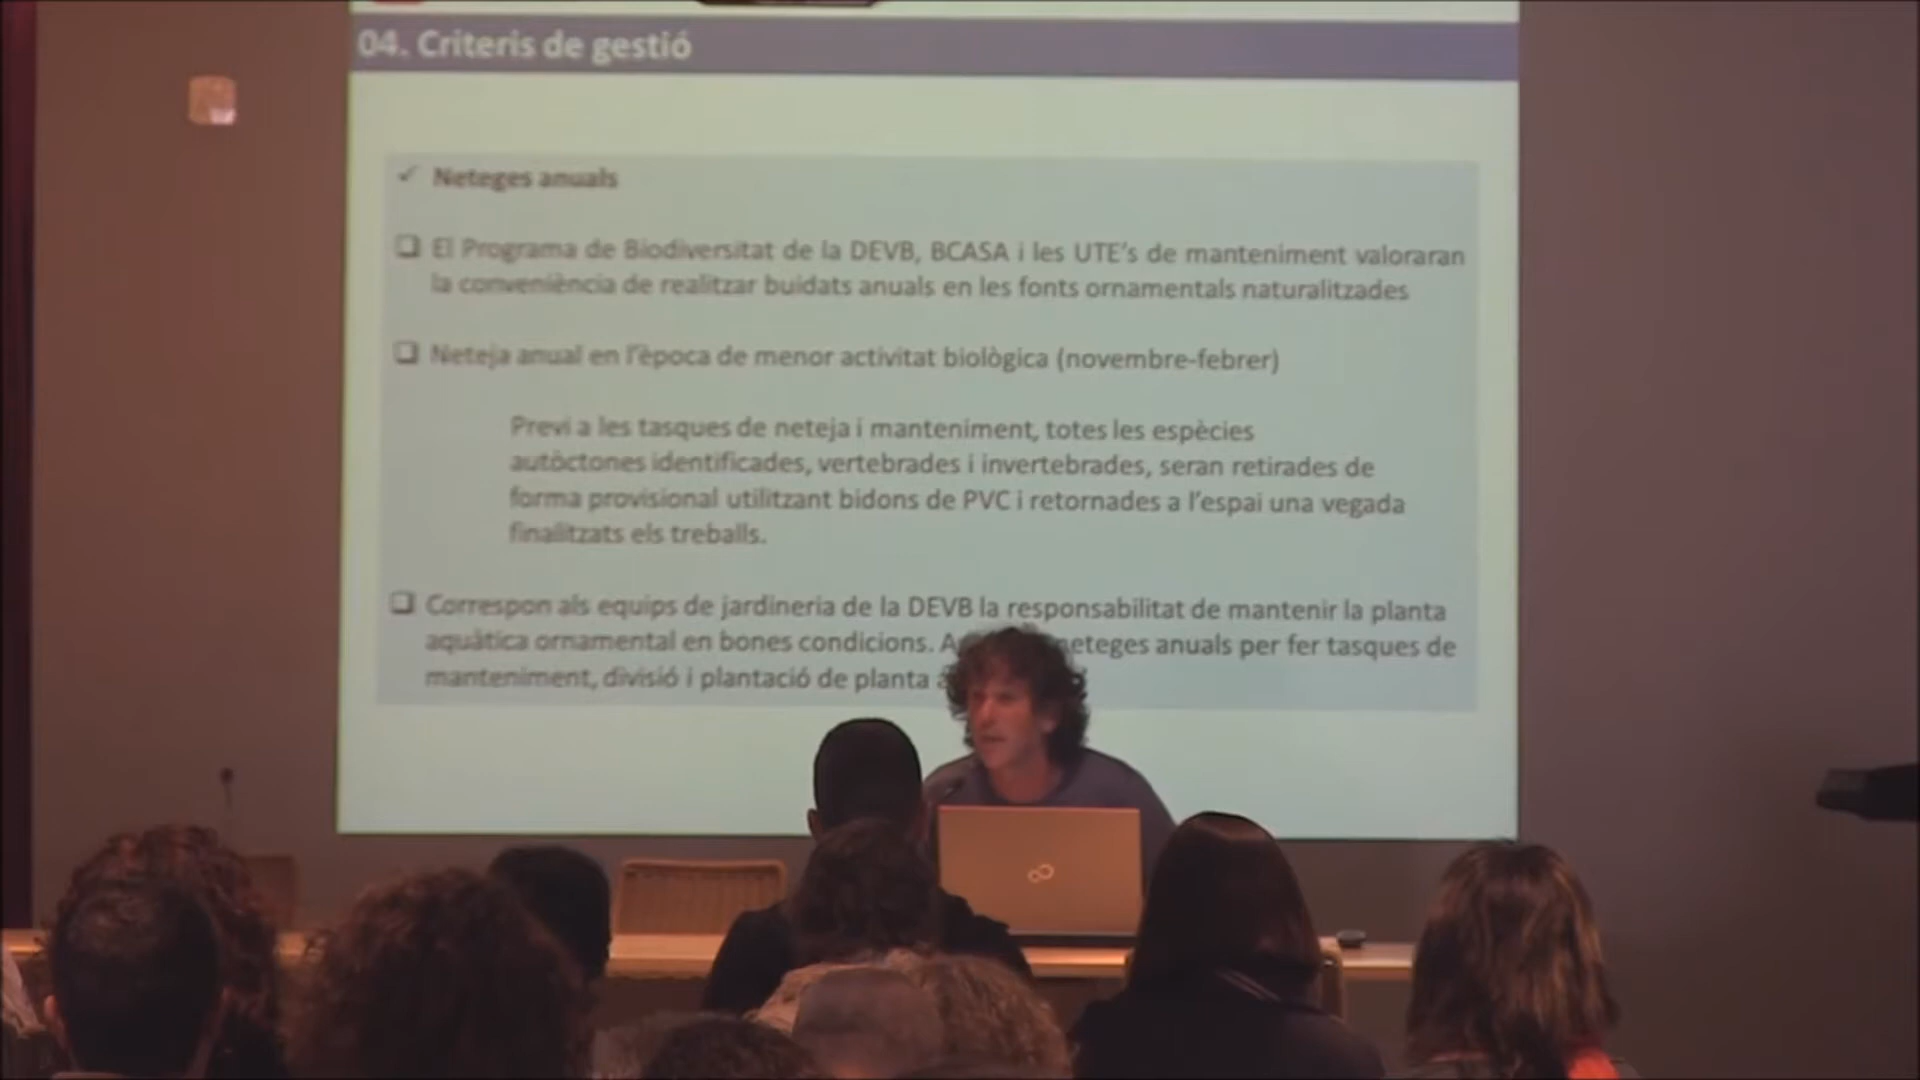 04. Criteris de gestió
Neteges anuals
El Programa de Biodiversitat de la DEVB, BCASA i les UTE's de manteniment valoraran
la conveniència de realitzar buidats anuals en les fonts ornamentals naturalitzades
Neteja anual en l'època de menor activitat biològica (novembre-febrer)
Previ a les tasques de neteja i manteniment, totes les espècies
autòctones identificades, vertebrades i invertebrades, seran retirades de
forma provisional utilitzant bidons de PVC i retornades a l'espai una vegada
finalitzats els treballs.
Correspon als equips de jardineria de la DEVB la responsabilitat de mantenir la planta
aquàtica ornamental en bones condicions. neteges anuals per fer tasques de
manteniment, divisió i plantació de planta